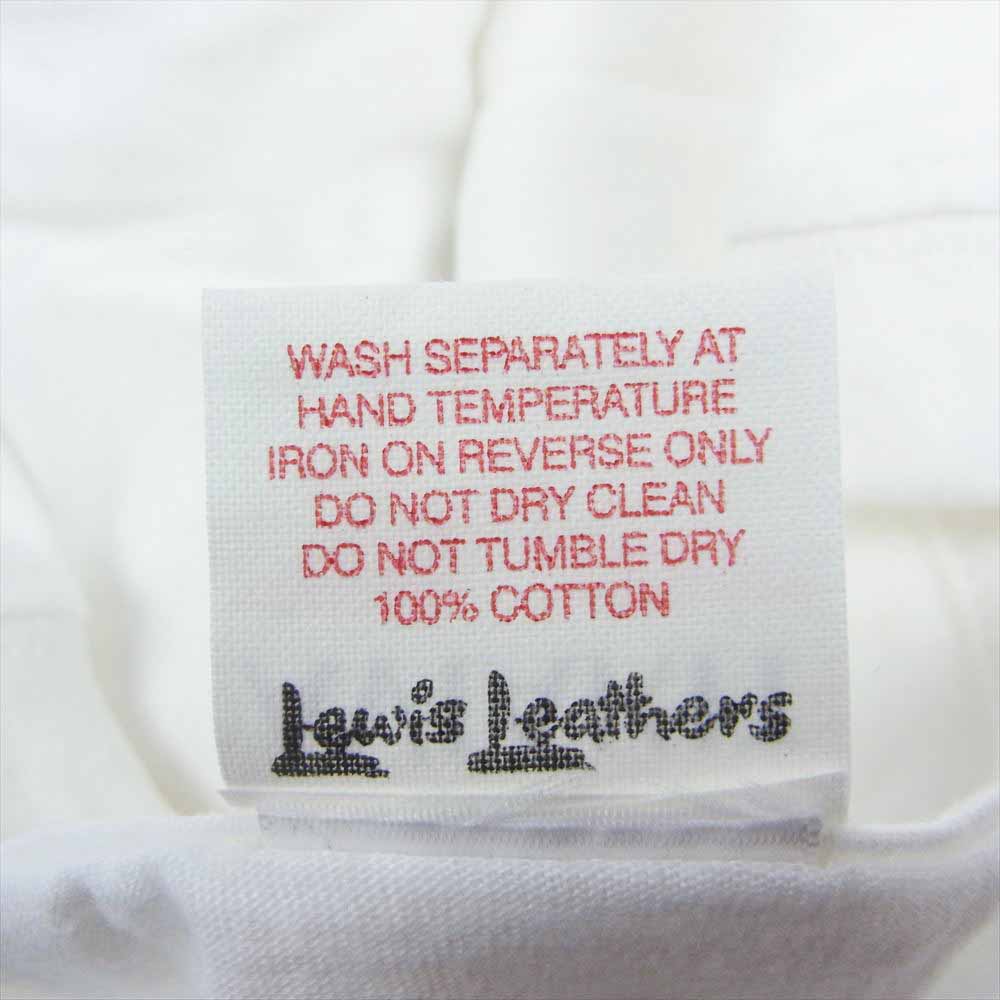 WASH SEPARATELY AT
HAND TEMPERATURE
IRON ON REVERSE ONLY
DO NOT DRY CLEAN
DO NOT TUMBLE DRY
100% COTTON
Lewis Leathers